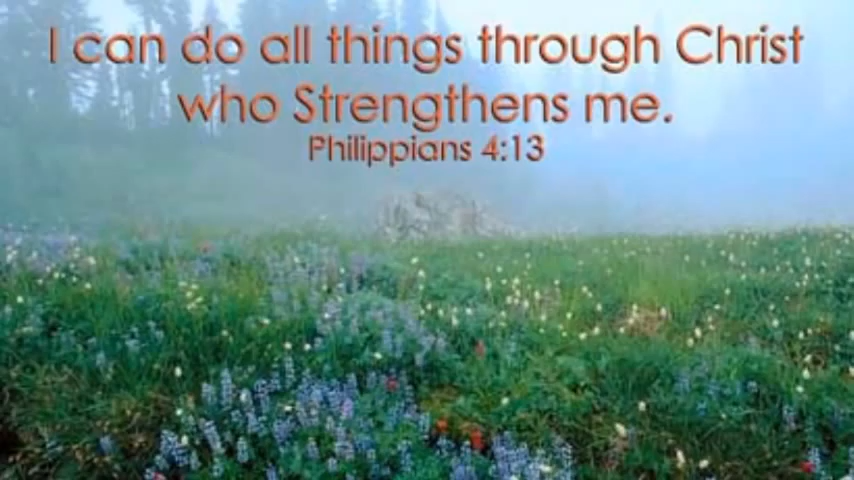 I can do all things through Christ
who Strengthens me.
Philippians 4:13